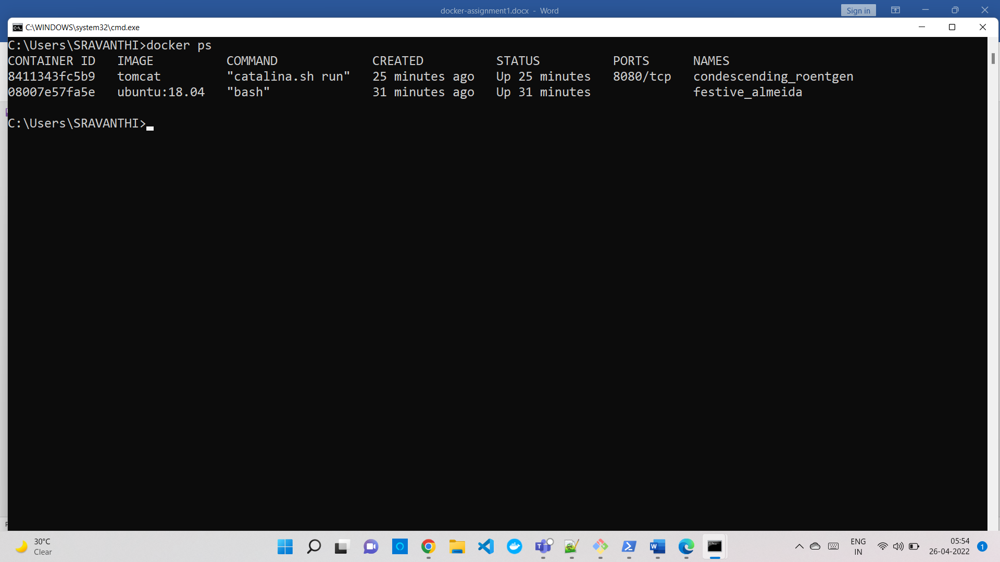 docker-assignment1.docx - Word
Sign in
C:\WINDOWS\system32\cmd.exe
C:\Users\SRAVANTHI>docker ps
CONTAINER ID   IMAGE          COMMAND             CREATED          STATUS          PORTS      NAMES
8411343fc5b9   tomcat         "catalina.sh run"   25 minutes ago   Up 25 minutes   8080/tcp   condescending_roentgen
08007e57fa5e   ubuntu:18.04   "bash"              31 minutes ago   Up 31 minutes              festive_almeida
C:\Users\SRAVANTHI>
30°C
Clear
ENG
IN
05:54
26-04-2022
1